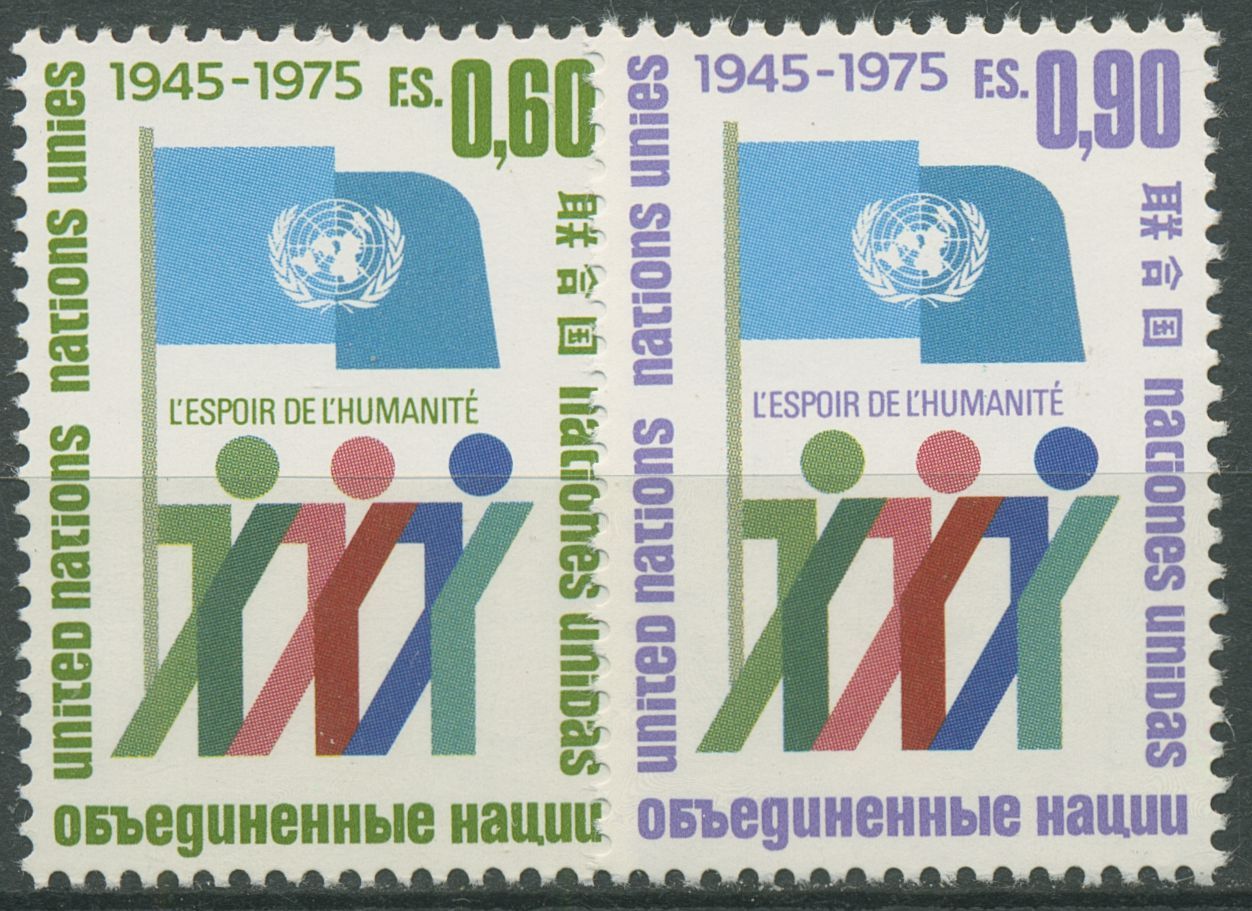 1945-1975 F.S. 0,60
united nations nations unies
联合国 naciones unidas
L'ESPOIR DE L'HUMANITÉ
объединенные нации
1945-1975 F.S. 0,90
united nations nations unies
联合国 naciones unidas
L'ESPOIR DE L'HUMANITÉ
объединенные нации